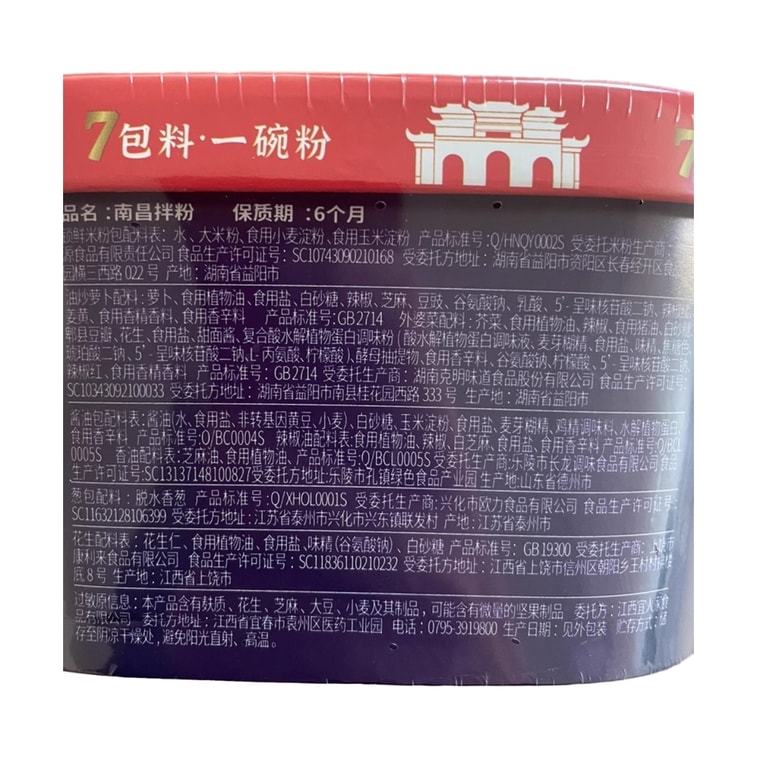 7包料·一碗粉
7
品名：南昌拌粉 保质期：6个月
锁鲜米粉包配料表：水、大米粉、食用小麦淀粉、食用玉米淀粉 产品标准号：Q/HNQY0002S 受委托米粉生产商：
源食品有限责任公司 食品生产许可证号：SC10743090210168 受委托方地址：湖南省益阳市资阳区长春经开区
园横三西路022号 产地：湖南省益阳市
油炒萝卜配料：萝卜、食用植物油、食用盐、白砂糖、辣椒、芝麻、豆豉、谷氨酸钠、乳酸、5'-呈味核苷酸二钠、辣椒
姜黄、食用香精香料、食用香辛料 产品标准号：GB2714 外婆菜配料：芥菜、食用植物油、辣椒、食用猪油、白砂糖
郫县豆瓣、花生、食用盐、甜面酱、复合酸水解植物蛋白调味粉（酸水解植物蛋白调味液、麦芽糊精、食用盐、味精、焦糖色
琥珀酸二钠、5'-呈味核苷酸二钠、L-丙氨酸、柠檬酸）、酵母抽提物、食用香辛料、谷氨酸钠、柠檬酸、5'-呈味核苷酸二钠、
辣椒红、食用香精香料 产品标准号：GB2714 受委托生产商：湖南克明味道食品股份有限公司 食品生产许可证号：
SC10343092100033 受委托方地址：湖南省益阳市南县桂花园西路333号 生产地：湖南省益阳市
酱油包配料表：酱油(水、食用盐、非转基因黄豆、小麦)、白砂糖、玉米淀粉、食用盐、麦芽糊精、鸡精调味料、水解植物蛋白、
食用香辛料 产品标准号：Q/BC0004S 辣椒油配料表：食用植物油、辣椒、白芝麻、食用盐、食用香辛料 产品标准号：Q/BCL
0005S 香油配料表：芝麻油、食用植物油、产品标准号：Q/BCL0005S 受委托生产商：乐陵市长龙调味食品有限公司 食品
生产许可证号：SC13137148100827 受委托方地址：乐陵市孔镇绿色食品产业园 生产地：山东省德州市
葱包配料：脱水香葱 产品标准号：Q/XHOL0001S 受委托生产商：兴化市欧力食品有限公司 食品生产许可证号：
SC11632128106399 受委托方地址：江苏省泰州市兴化市兴东镇联发村 产地：江苏省泰州市
花生配料表：花生仁、食用植物油、食用盐、味精(谷氨酸钠)、白砂糖 产品标准号：GB 19300 受委托生产商：上饶市
康利来食品有限公司 食品生产许可证号：SC11836110210232 受委托方地址：江西省上饶市信州区朝阳乡王村村
底8号 生产地：江西省上饶市
过敏原信息：本产品含有麸质、花生、芝麻、大豆、小麦及其制品，可能含有微量的坚果制品 委托方：江西宜人
品有限公司 委托方地址：江西省宜春市袁州区医药工业园 电话：0795-3919800 生产日期：见外包装 贮存方式：储
存至阴凉干燥处，避免阳光直射、高温。